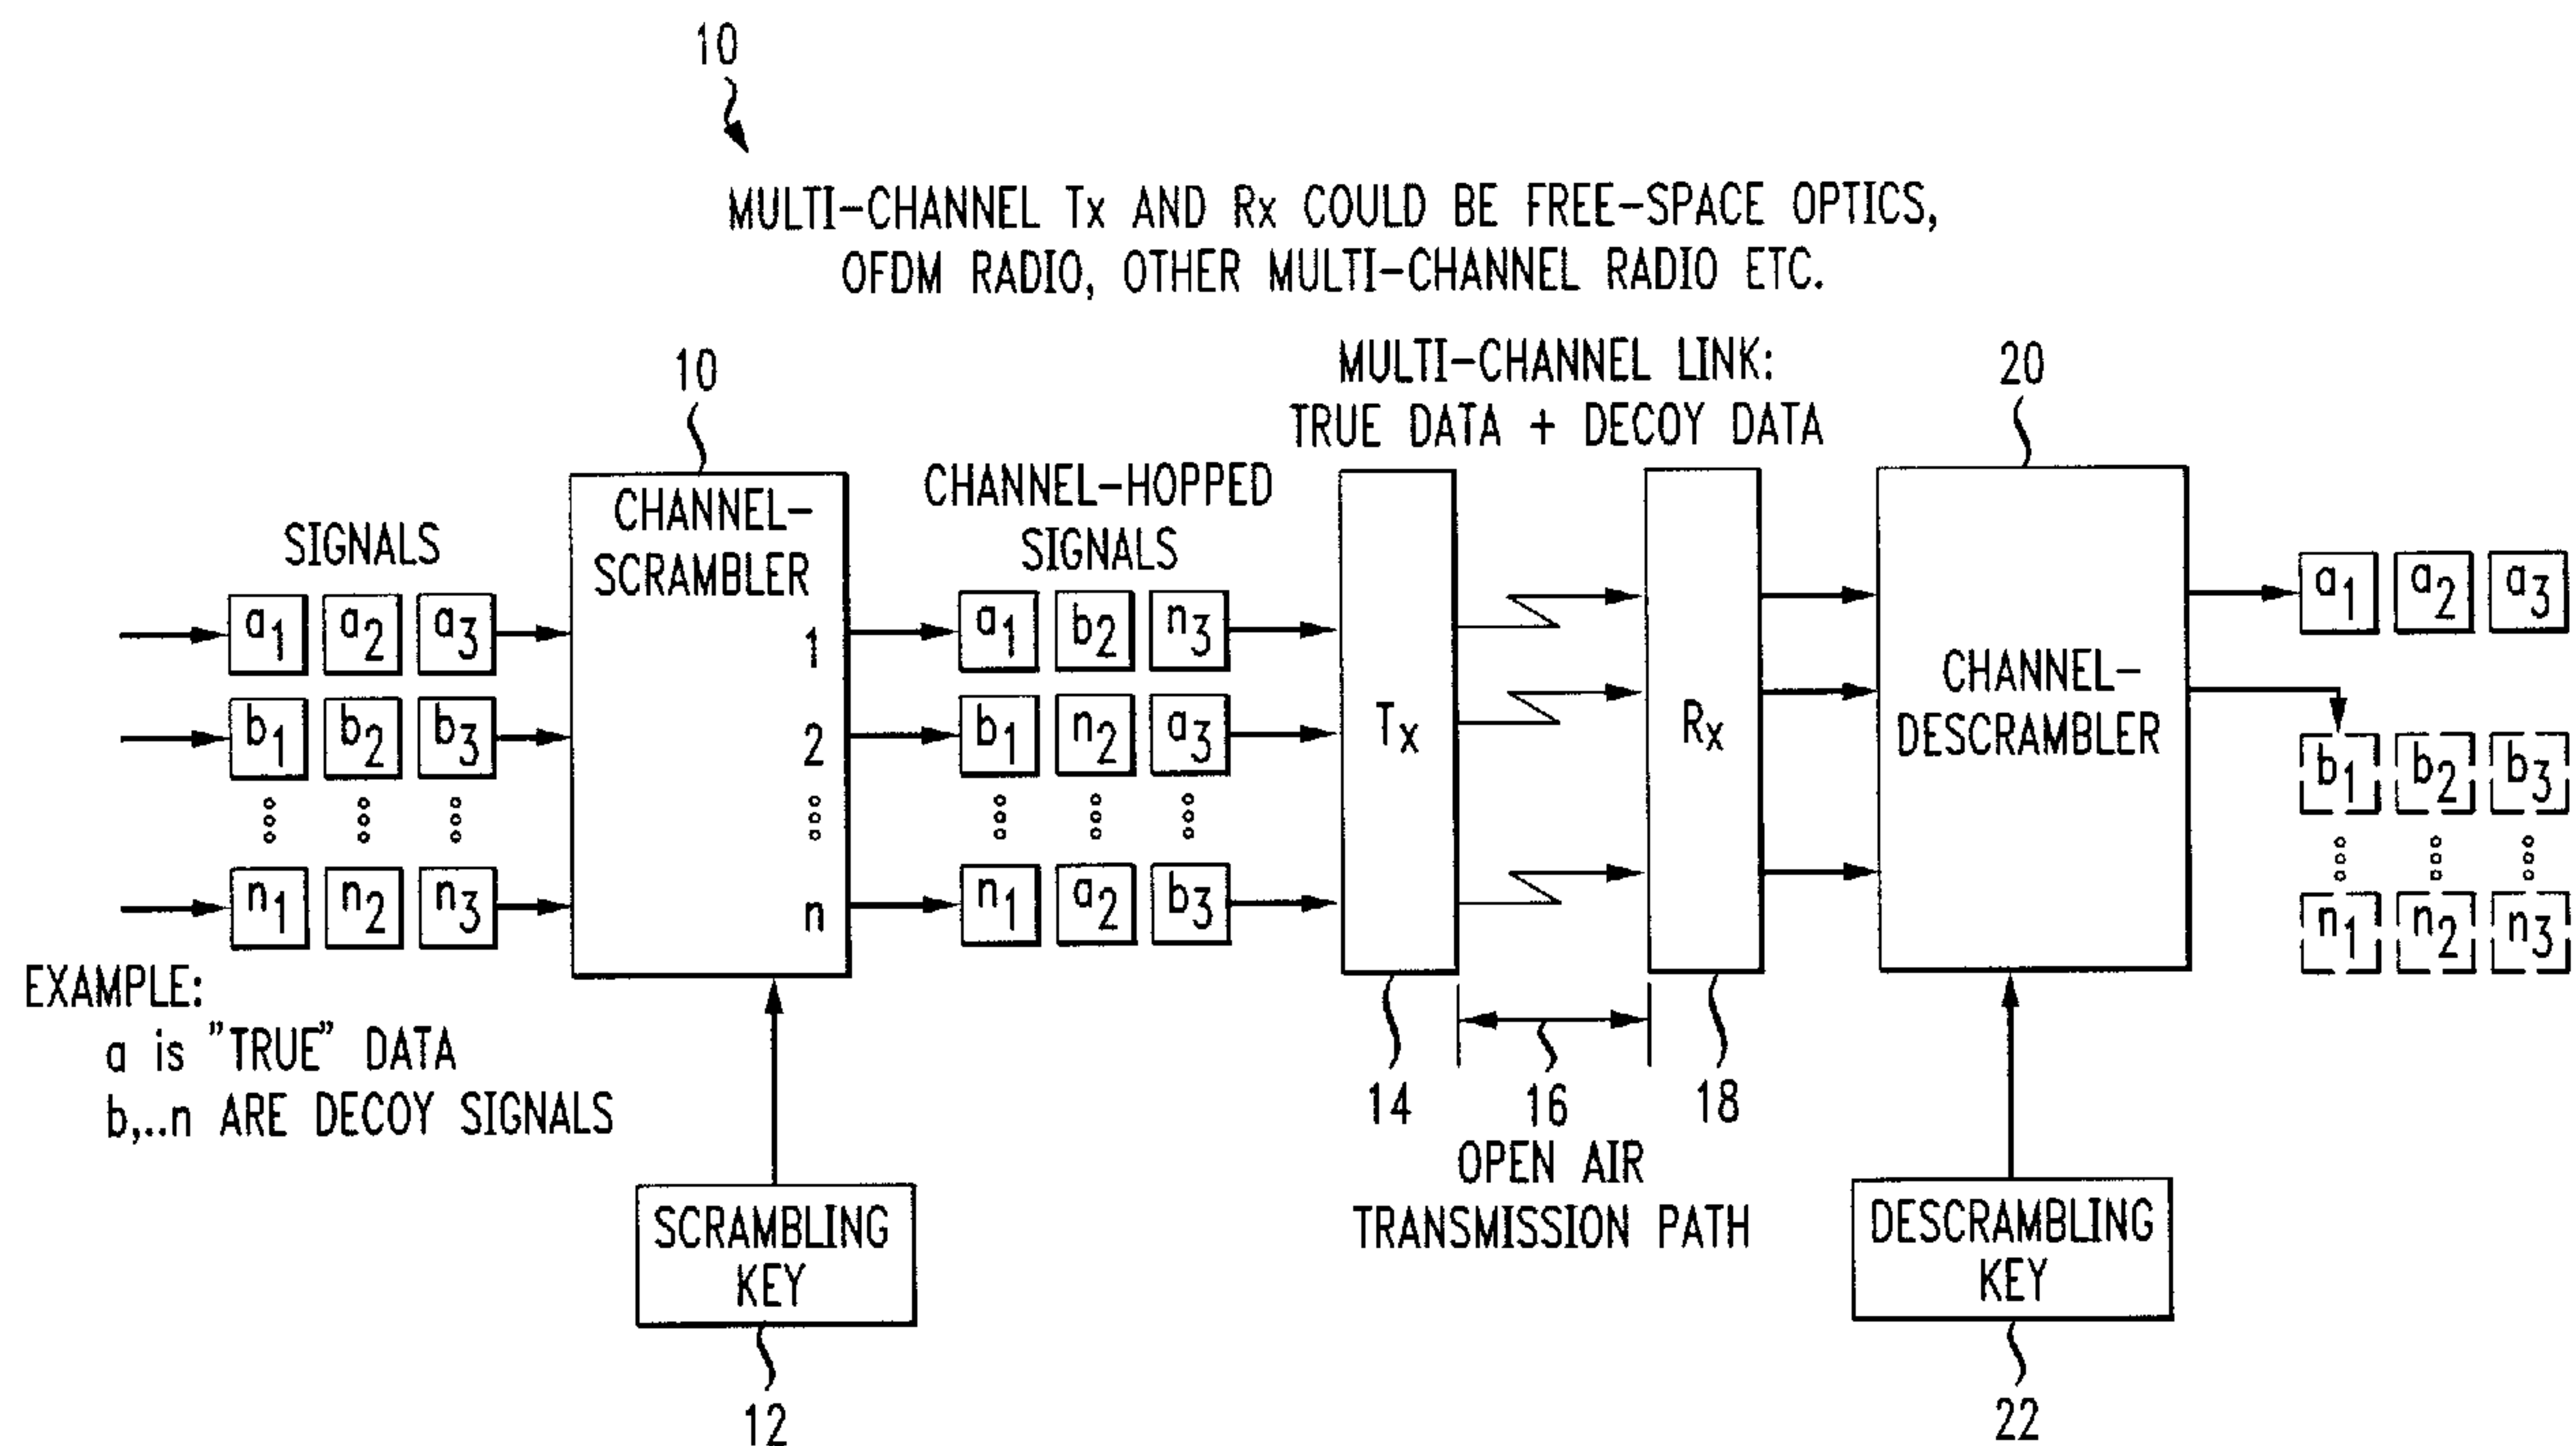 10
MULTI-CHANNEL Tx AND Rx COULD BE FREE-SPACE OPTICS,
OFDM RADIO, OTHER MULTI-CHANNEL RADIO ETC.
SIGNALS
a1 a2 a3
b1 b2 b3
n1 n2 n3
EXAMPLE:
a is "TRUE" DATA
b,..n ARE DECOY SIGNALS
10
CHANNEL-
SCRAMBLER
1
2
n
SCRAMBLING
KEY
12
CHANNEL-HOPPED
SIGNALS
a1 b2 n3
b1 n2 a3
n1 a2 b3
MULTI-CHANNEL LINK:
TRUE DATA + DECOY DATA
Tx
Rx
14
16
18
OPEN AIR
TRANSMISSION PATH
20
CHANNEL-
DESCRAMBLER
DESCRAMBLING
KEY
22
a1 a2 a3
b1 b2 b3
n1 n2 n3